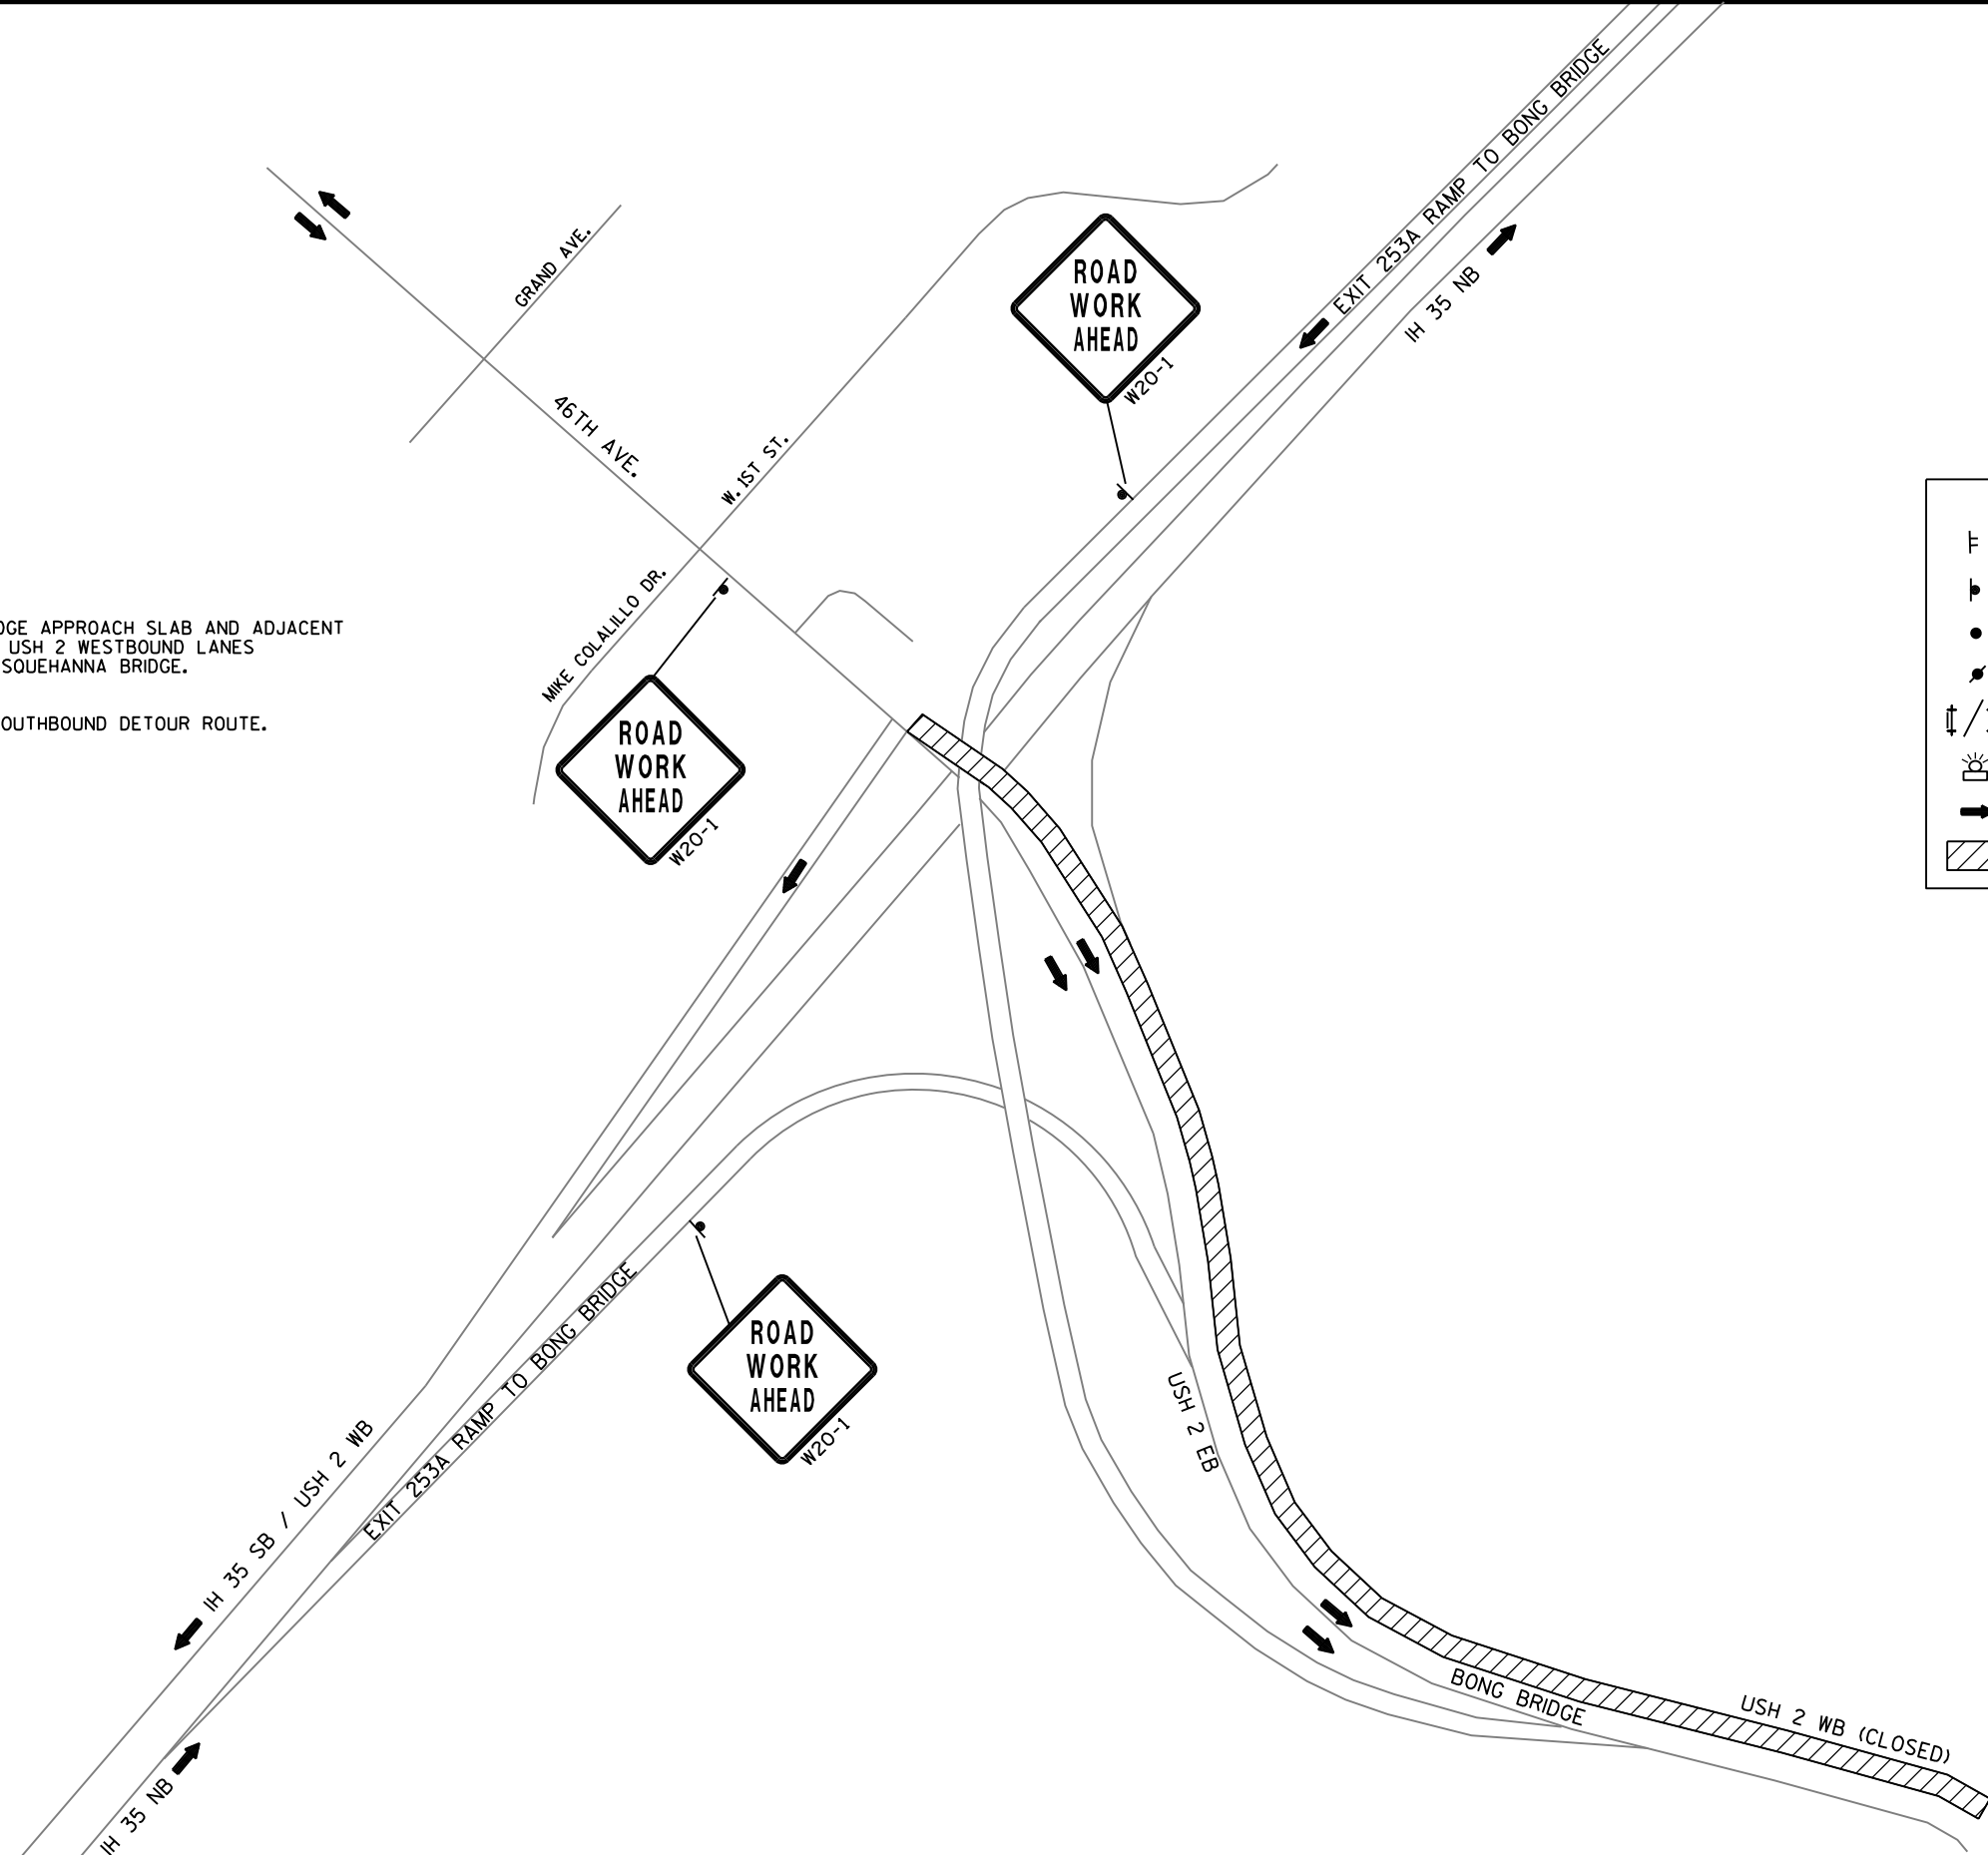 EXIT 253A RAMP TO BONG BRIDGE
IH 35 NB
GRAND AVE.
ROAD
WORK
AHEAD
W20-1
46TH AVE.
W. 1ST ST.
MIKE COLALILLO DR.
APPROACH SLAB AND ADJACENT
USH 2 WESTBOUND LANES
BRIDGE.
DETOUR ROUTE.
ROAD
WORK
AHEAD
W20-1
ROAD
WORK
AHEAD
W20-1
EXIT 253A RAMP TO BONG BRIDGE
USH 2 EB
IH 35 SB / USH 2 WB
BONG BRIDGE
USH 2 WB (CLOSED)
IH 35 NB